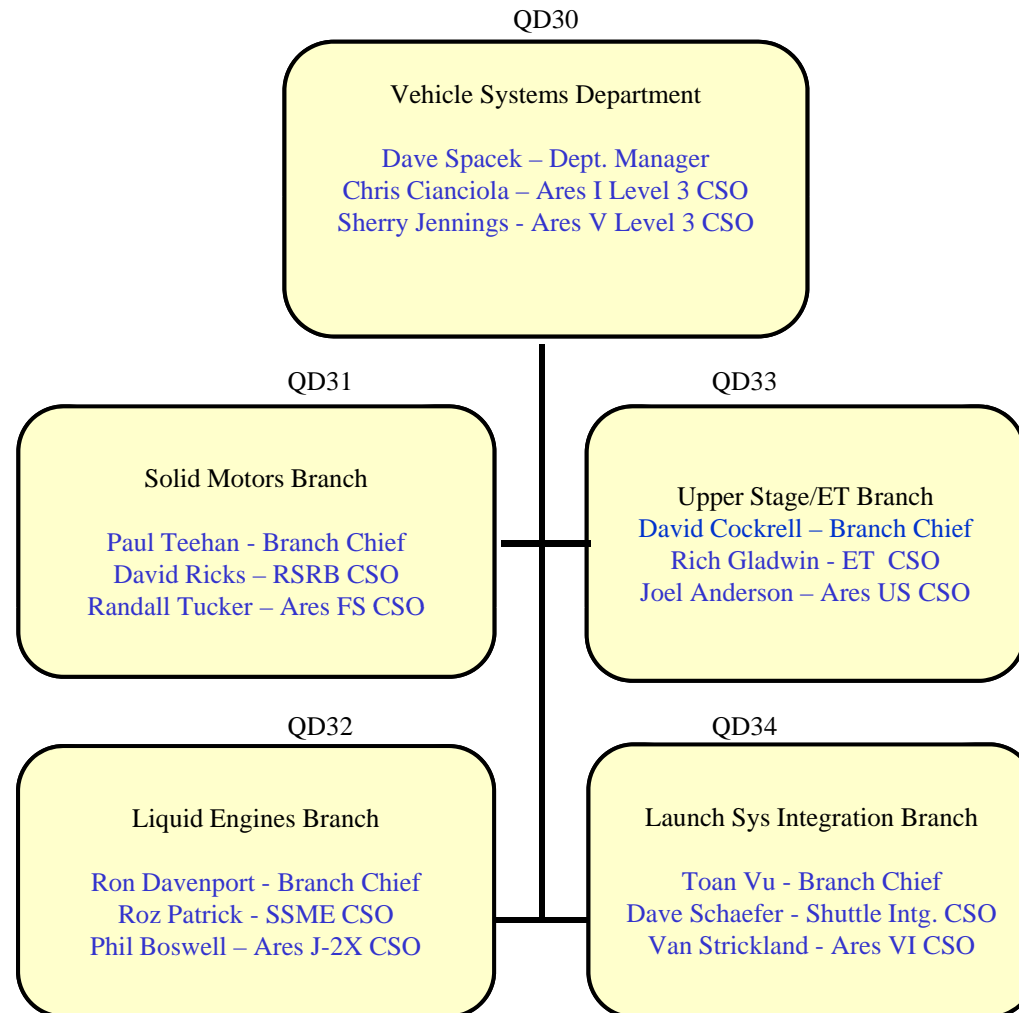 QD30
Vehicle Systems Department
Dave Spacek – Dept. Manager
Chris Cianciola – Ares I Level 3 CSO
Sherry Jennings - Ares V Level 3 CSO
QD31
Solid Motors Branch
Paul Teehan - Branch Chief
David Ricks – RSRB CSO
Randall Tucker – Ares FS CSO
QD33
Upper Stage/ET Branch
David Cockrell – Branch Chief
Rich Gladwin - ET CSO
Joel Anderson – Ares US CSO
QD32
Liquid Engines Branch
Ron Davenport - Branch Chief
Roz Patrick - SSME CSO
Phil Boswell – Ares J-2X CSO
QD34
Launch Sys Integration Branch
Toan Vu - Branch Chief
Dave Schaefer - Shuttle Intg. CSO
Van Strickland - Ares VI CSO